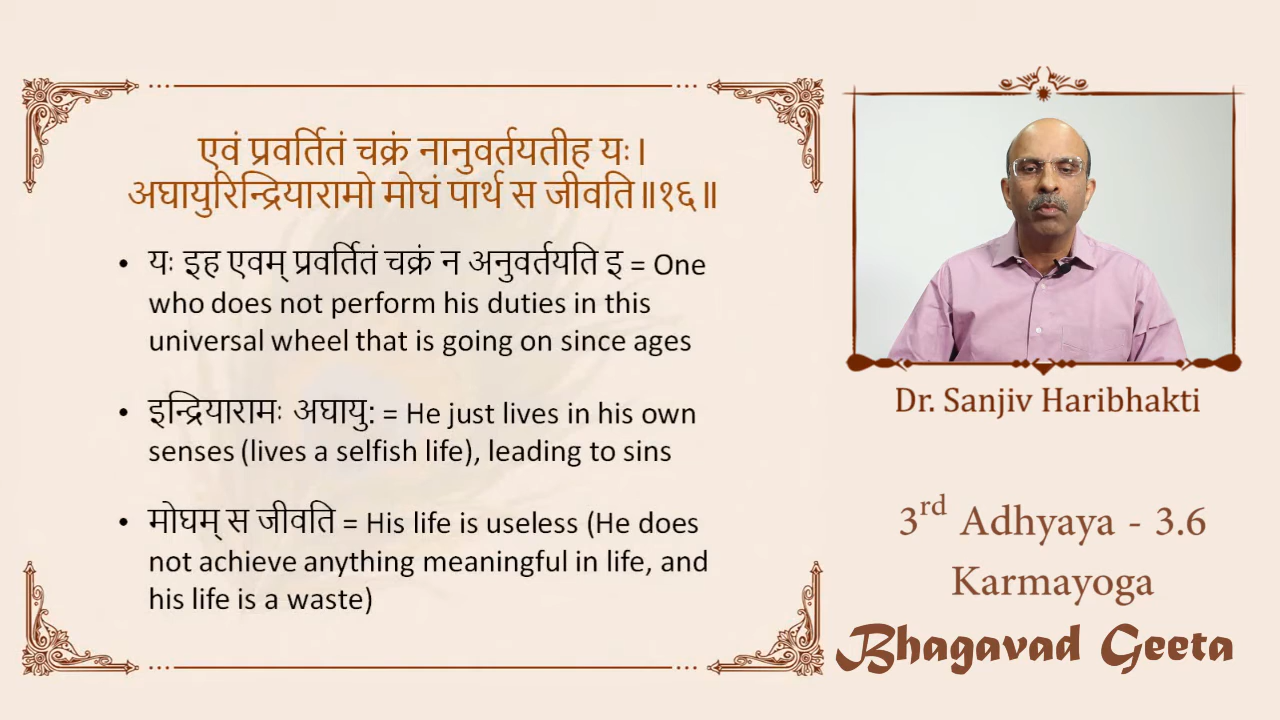 एवं प्रवर्तितं चक्रं नानुवर्तयतीह यः।
अघायुरिन्द्रियारामो मोघं पार्थ स जीवति॥१६॥
• यः इह एवम् प्रवर्तितं चक्रं न अनुवर्तयति इ = One
who does not perform his duties in this
universal wheel that is going on since ages
• इन्द्रियारामः अघायु: = He just lives in his own
senses (lives a selfish life), leading to sins
• मोघम् स जीवति = His life is useless (He does
not achieve anything meaningful in life, and
his life is a waste)
Dr. Sanjiv Haribhakti
3rd Adhyaya - 3.6
Karmayoga
Bhagavad Geeta